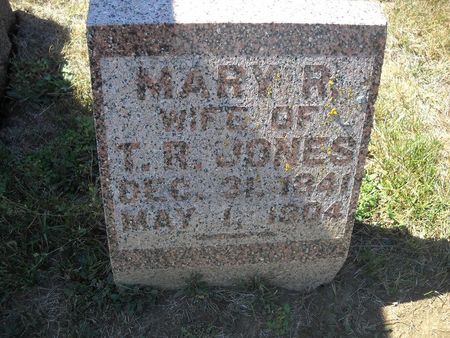 MARY R.
WIFE OF
T. R. JONES
DEC. 31, 1841
MAY 1, 1904